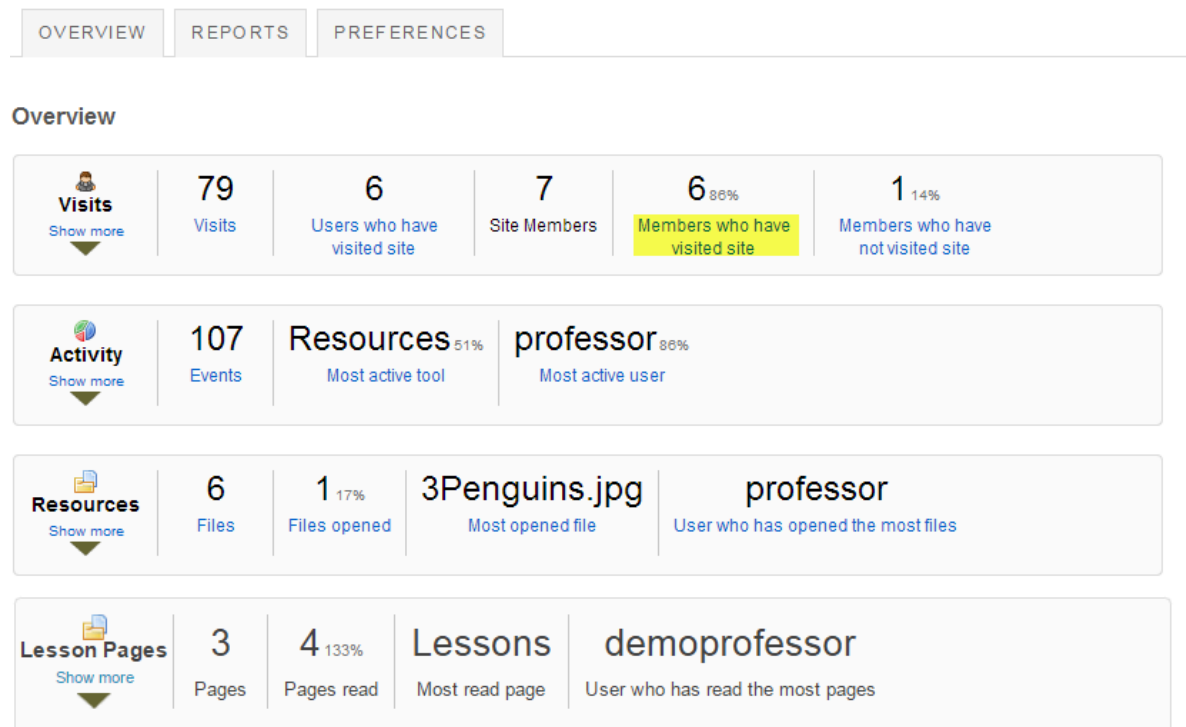 OVERVIEW REPORTS PREFERENCES
Overview
Visits
Show more
79
Visits
6
Users who have
visited site
7
Site Members
6 86%
Members who have
visited site
1 14%
Members who have
not visited site
Activity
Show more
107
Events
Resources 51%
Most active tool
professor 86%
Most active user
Resources
Show more
6
Files
1 17%
Files opened
3Penguins.jpg
Most opened file
professor
User who has opened the most files
Lesson Pages
Show more
3
Pages
4 133%
Pages read
Lessons
Most read page
demoprofessor
User who has read the most pages